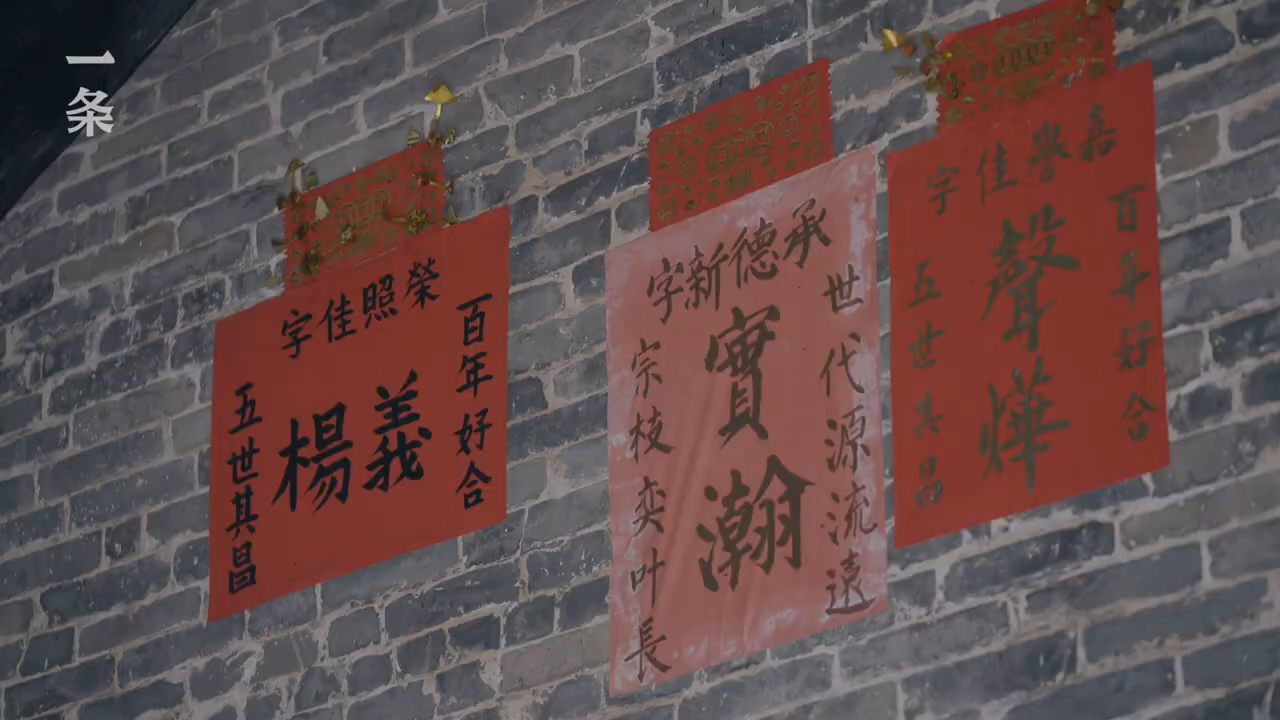 一条
榮照佳字
百年好合
義楊
五世其昌
承德新字
世代源流遠
寶瀚
宗枝奕叶長
嘉譽佳字
百年好合
聲燁
五世其昌